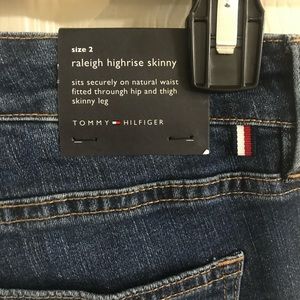 size 2
raleigh highrise skinny
sits securely on natural waist
fitted through hip and thigh
skinny leg
TOMMY HILFIGER